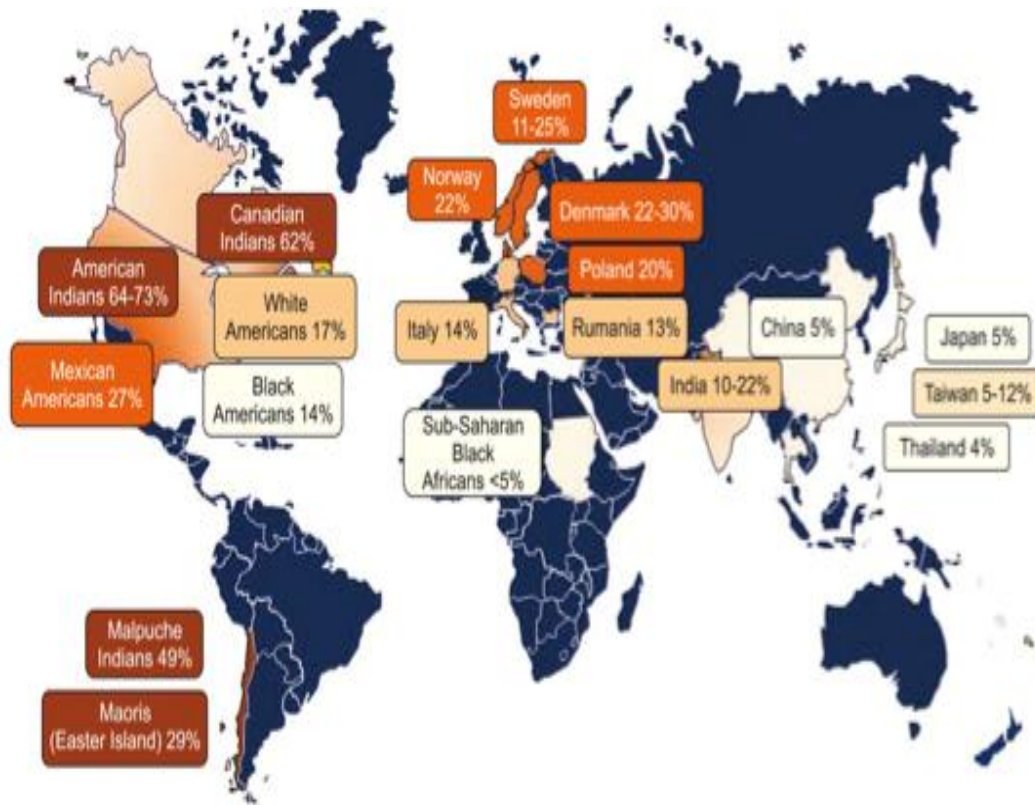 Sweden
11-25%
Norway
22%
Denmark 22-30%
Canadian
Indians 62%
American
Indians 64-73%
Poland 20%
White
Americans 17%
Italy 14%
Rumania 13%
China 5%
Japan 5%
Mexican
Americans 27%
Black
Americans 14%
India 10-22%
Taiwan 5-12%
Sub-Saharan
Black
Africans <5%
Thailand 4%
Malpuche
Indians 49%
Maoris
(Easter Island) 29%